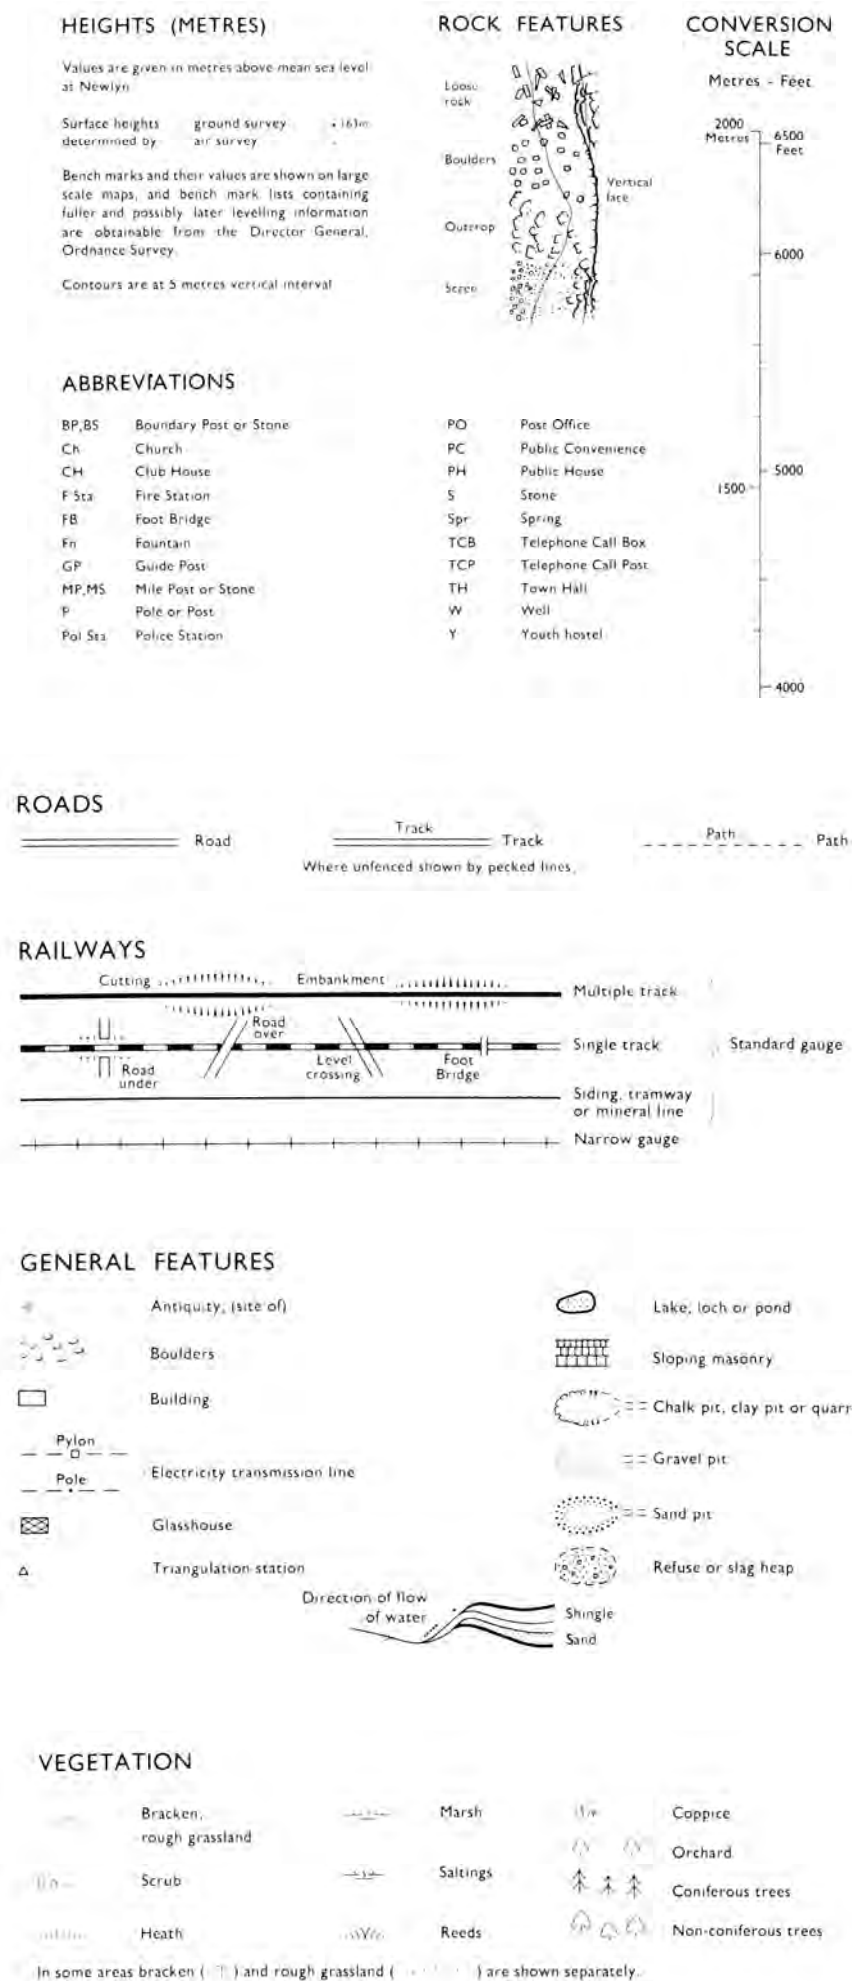 HEIGHTS (METRES)
Values are given in metres above mean sea level
at Newlyn
Surface heights ground survey . 163m
determined by air survey .
Bench marks and their values are shown on large
scale maps, and bench mark lists containing
fuller and possibly later levelling information
are obtainable from the Director General,
Ordnance Survey.
Contours are at 5 metres vertical interval
ROCK FEATURES
Loose
rock
Boulders
Vertical
face
Outcrop
Scree
CONVERSION
SCALE
Metres - Feet
2000
Metres
6500
Feet
6000
5000
1500
4000
ABBREVIATIONS
BP,BS Boundary Post or Stone
Ch Church
CH Club House
F Sta Fire Station
FB Foot Bridge
Fn Fountain
GP Guide Post
MP,MS Mile Post or Stone
P Pole or Post
Pol Sta Police Station
PO Post Office
PC Public Convenience
PH Public House
S Stone
Spr Spring
TCB Telephone Call Box
TCP Telephone Call Post
TH Town Hall
W Well
Y Youth hostel
ROADS
Road
Track
Track
Path
Path
Where unfenced shown by pecked lines.
RAILWAYS
Cutting
Embankment
Multiple track
Road
over
Single track
Standard gauge
Road
under
Level
crossing
Foot
Bridge
Siding, tramway
or mineral line
Narrow gauge
GENERAL FEATURES
Antiquity, (site of)
Boulders
Building
Pylon
Pole
Electricity transmission line
Glasshouse
Triangulation station
Lake, loch or pond
Sloping masonry
Chalk pit, clay pit or quarr
Gravel pit
Sand pit
Refuse or slag heap
Direction of flow
of water
Shingle
Sand
VEGETATION
Bracken,
rough grassland
Scrub
Heath
Marsh
Saltings
Reeds
Coppice
Orchard
Coniferous trees
Non-coniferous trees
In some areas bracken ( ) and rough grassland ( ) are shown separately.